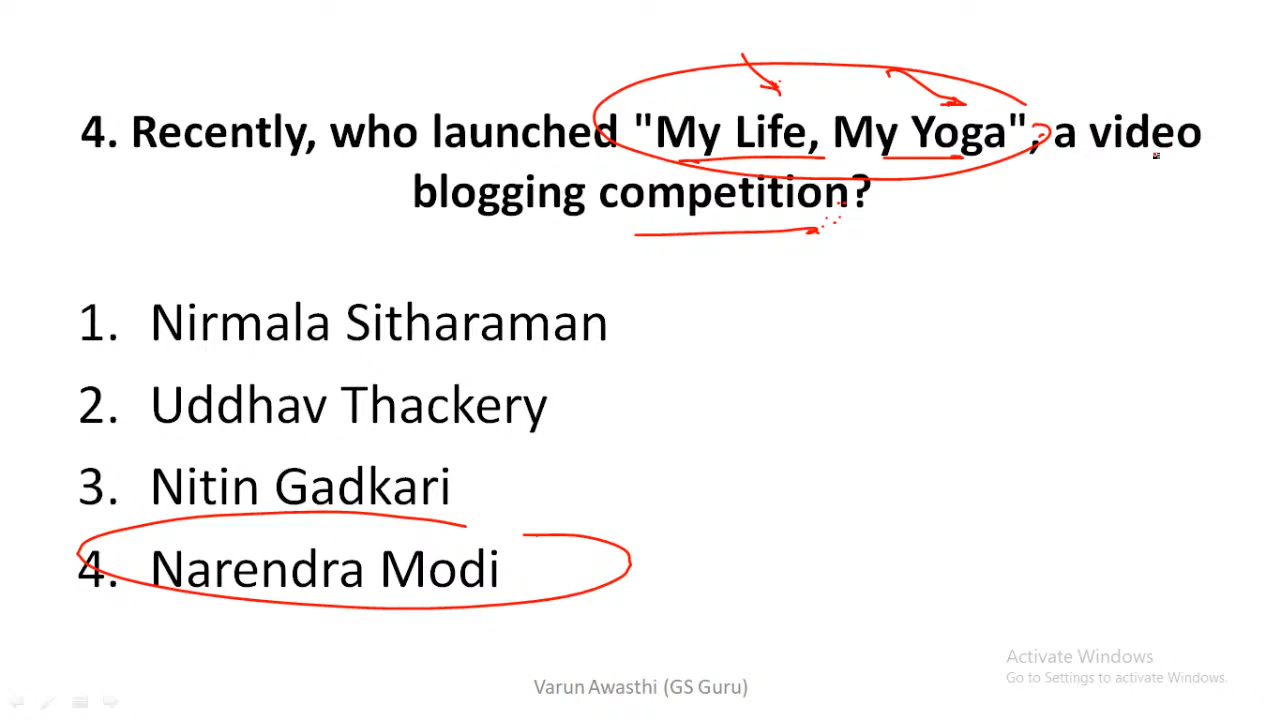 4. Recently, who launched "My Life, My Yoga", a video
blogging competition?
1. Nirmala Sitharaman
2. Uddhav Thackery
3. Nitin Gadkari
4. Narendra Modi
Activate Windows
Go to Settings to activate Windows.
Varun Awasthi (GS Guru)